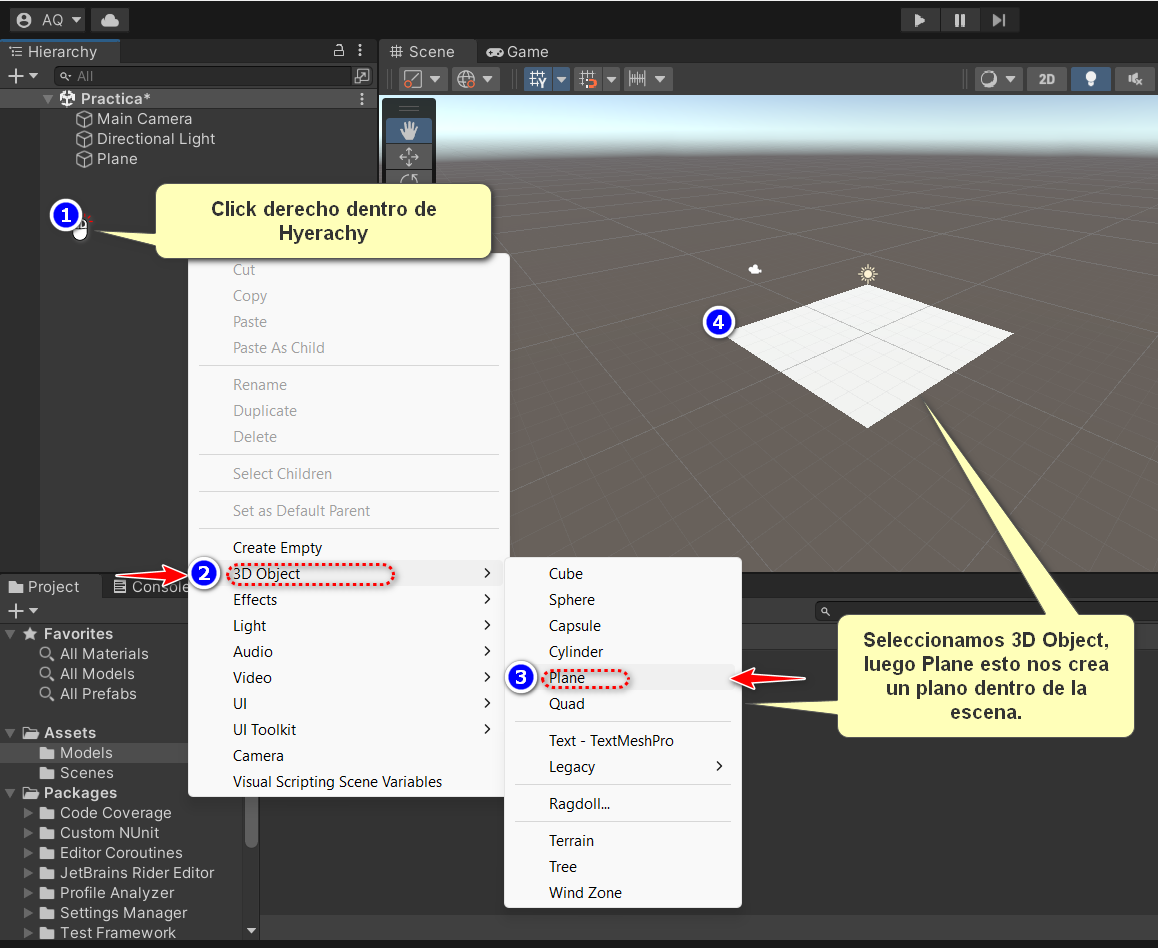 AQ
Hierarchy
All
Practica*
Main Camera
Directional Light
Plane
Scene
Game
2D
1
Click derecho dentro de
Hyerachy
Cut
Copy
Paste
Paste As Child
Rename
Duplicate
Delete
Select Children
Set as Default Parent
Create Empty
2
3D Object
Effects
Light
Audio
Video
UI
UI Toolkit
Camera
Visual Scripting Scene Variables
Cube
Sphere
Capsule
Cylinder
3
Plane
Quad
Text - TextMeshPro
Legacy
Ragdoll...
Terrain
Tree
Wind Zone
4
Seleccionamos 3D Object,
luego Plane esto nos crea
un plano dentro de la
escena.
Project
Console
Favorites
All Materials
All Models
All Prefabs
Assets
Models
Scenes
Packages
Code Coverage
Custom NUnit
Editor Coroutines
JetBrains Rider Editor
Profile Analyzer
Settings Manager
Test Framework